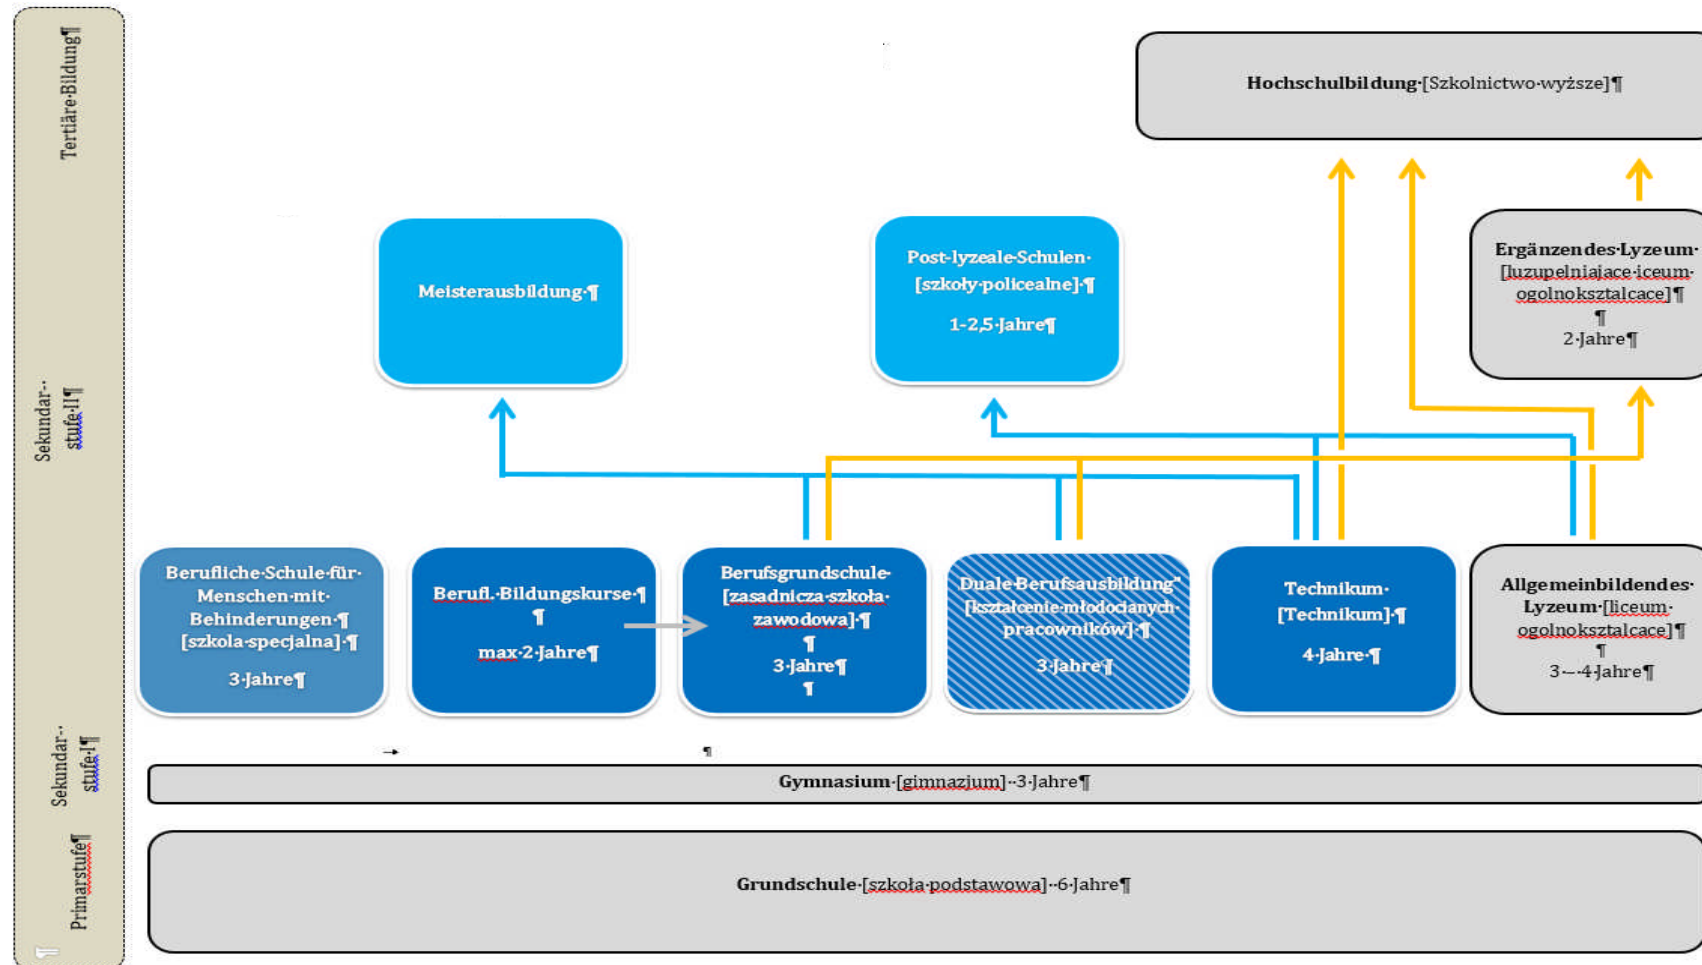 Tertiäre·Bildung¶
Hochschulbildung·[Szkolnictwo·wyższe]¶
Meisterausbildung·¶
Post-lyzeale·Schulen·
[szkoły·policealne]·¶
1-2,5·Jahre¶
Ergänzendes·Lyzeum·
[luzupelniajace·iceum·
ogolnoksztalcace]¶
¶
2·Jahre¶
Sekundar-·
stufe·II¶
Berufliche·Schule·für·
Menschen·mit·
Behinderungen·¶
[szkola·specjalna]·¶
3·Jahre¶
Berufl.·Bildungskurse·¶
¶
max·2·Jahre¶
Berufsgrundschule·
[zasadnicza·szkoła·
zawodowa]·¶
¶
3·Jahre¶
¶
Duale·Berufsausbildung"
[kształcenie·młodocianych·
pracowników]·¶
3·Jahre¶
Technikum·
[Technikum]·¶
4·Jahre·¶
Allgemeinbildendes·
Lyzeum·[liceum·
ogolnoksztalcace]¶
¶
3·–·4·Jahre¶
→ ¶
Sekundar-·
stufe·I¶
Gymnasium·[gimnazjum]··3·Jahre¶
Primarstufe¶
Grundschule·[szkoła·podstawowa]··6·Jahre¶
¶